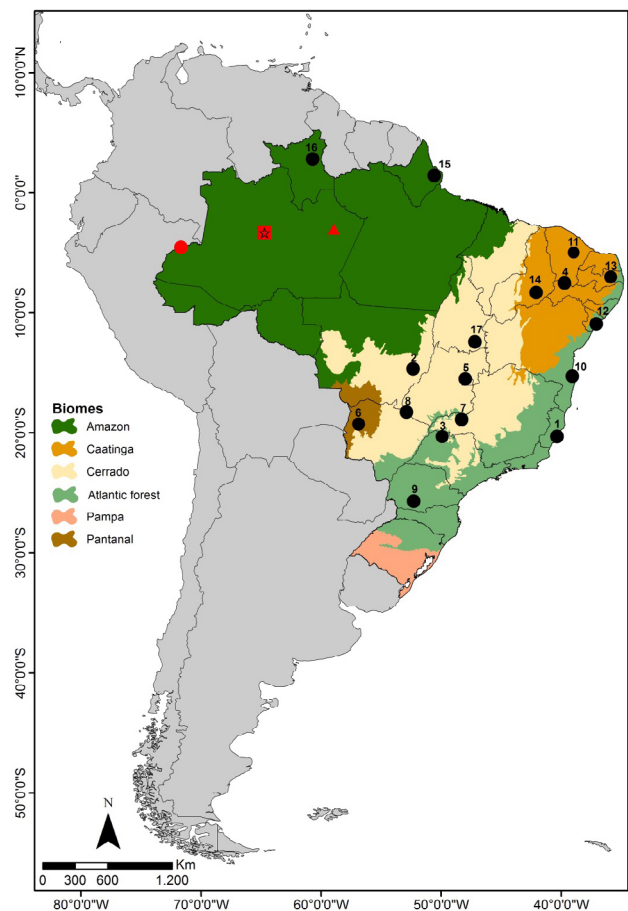 10°0'0"N
0°0'0"
10°0'0"S
20°0'0"S
30°0'0"S
40°0'0"S
50°0'0"S
16
15
11
13
4
14
12
17
2
5
10
6
8
7
3
1
9
Biomes
Amazon
Caatinga
Cerrado
Atlantic forest
Pampa
Pantanal
N
Km
0 300 600 1.200
80°0'0"W 70°0'0"W 60°0'0"W 50°0'0"W 40°0'0"W